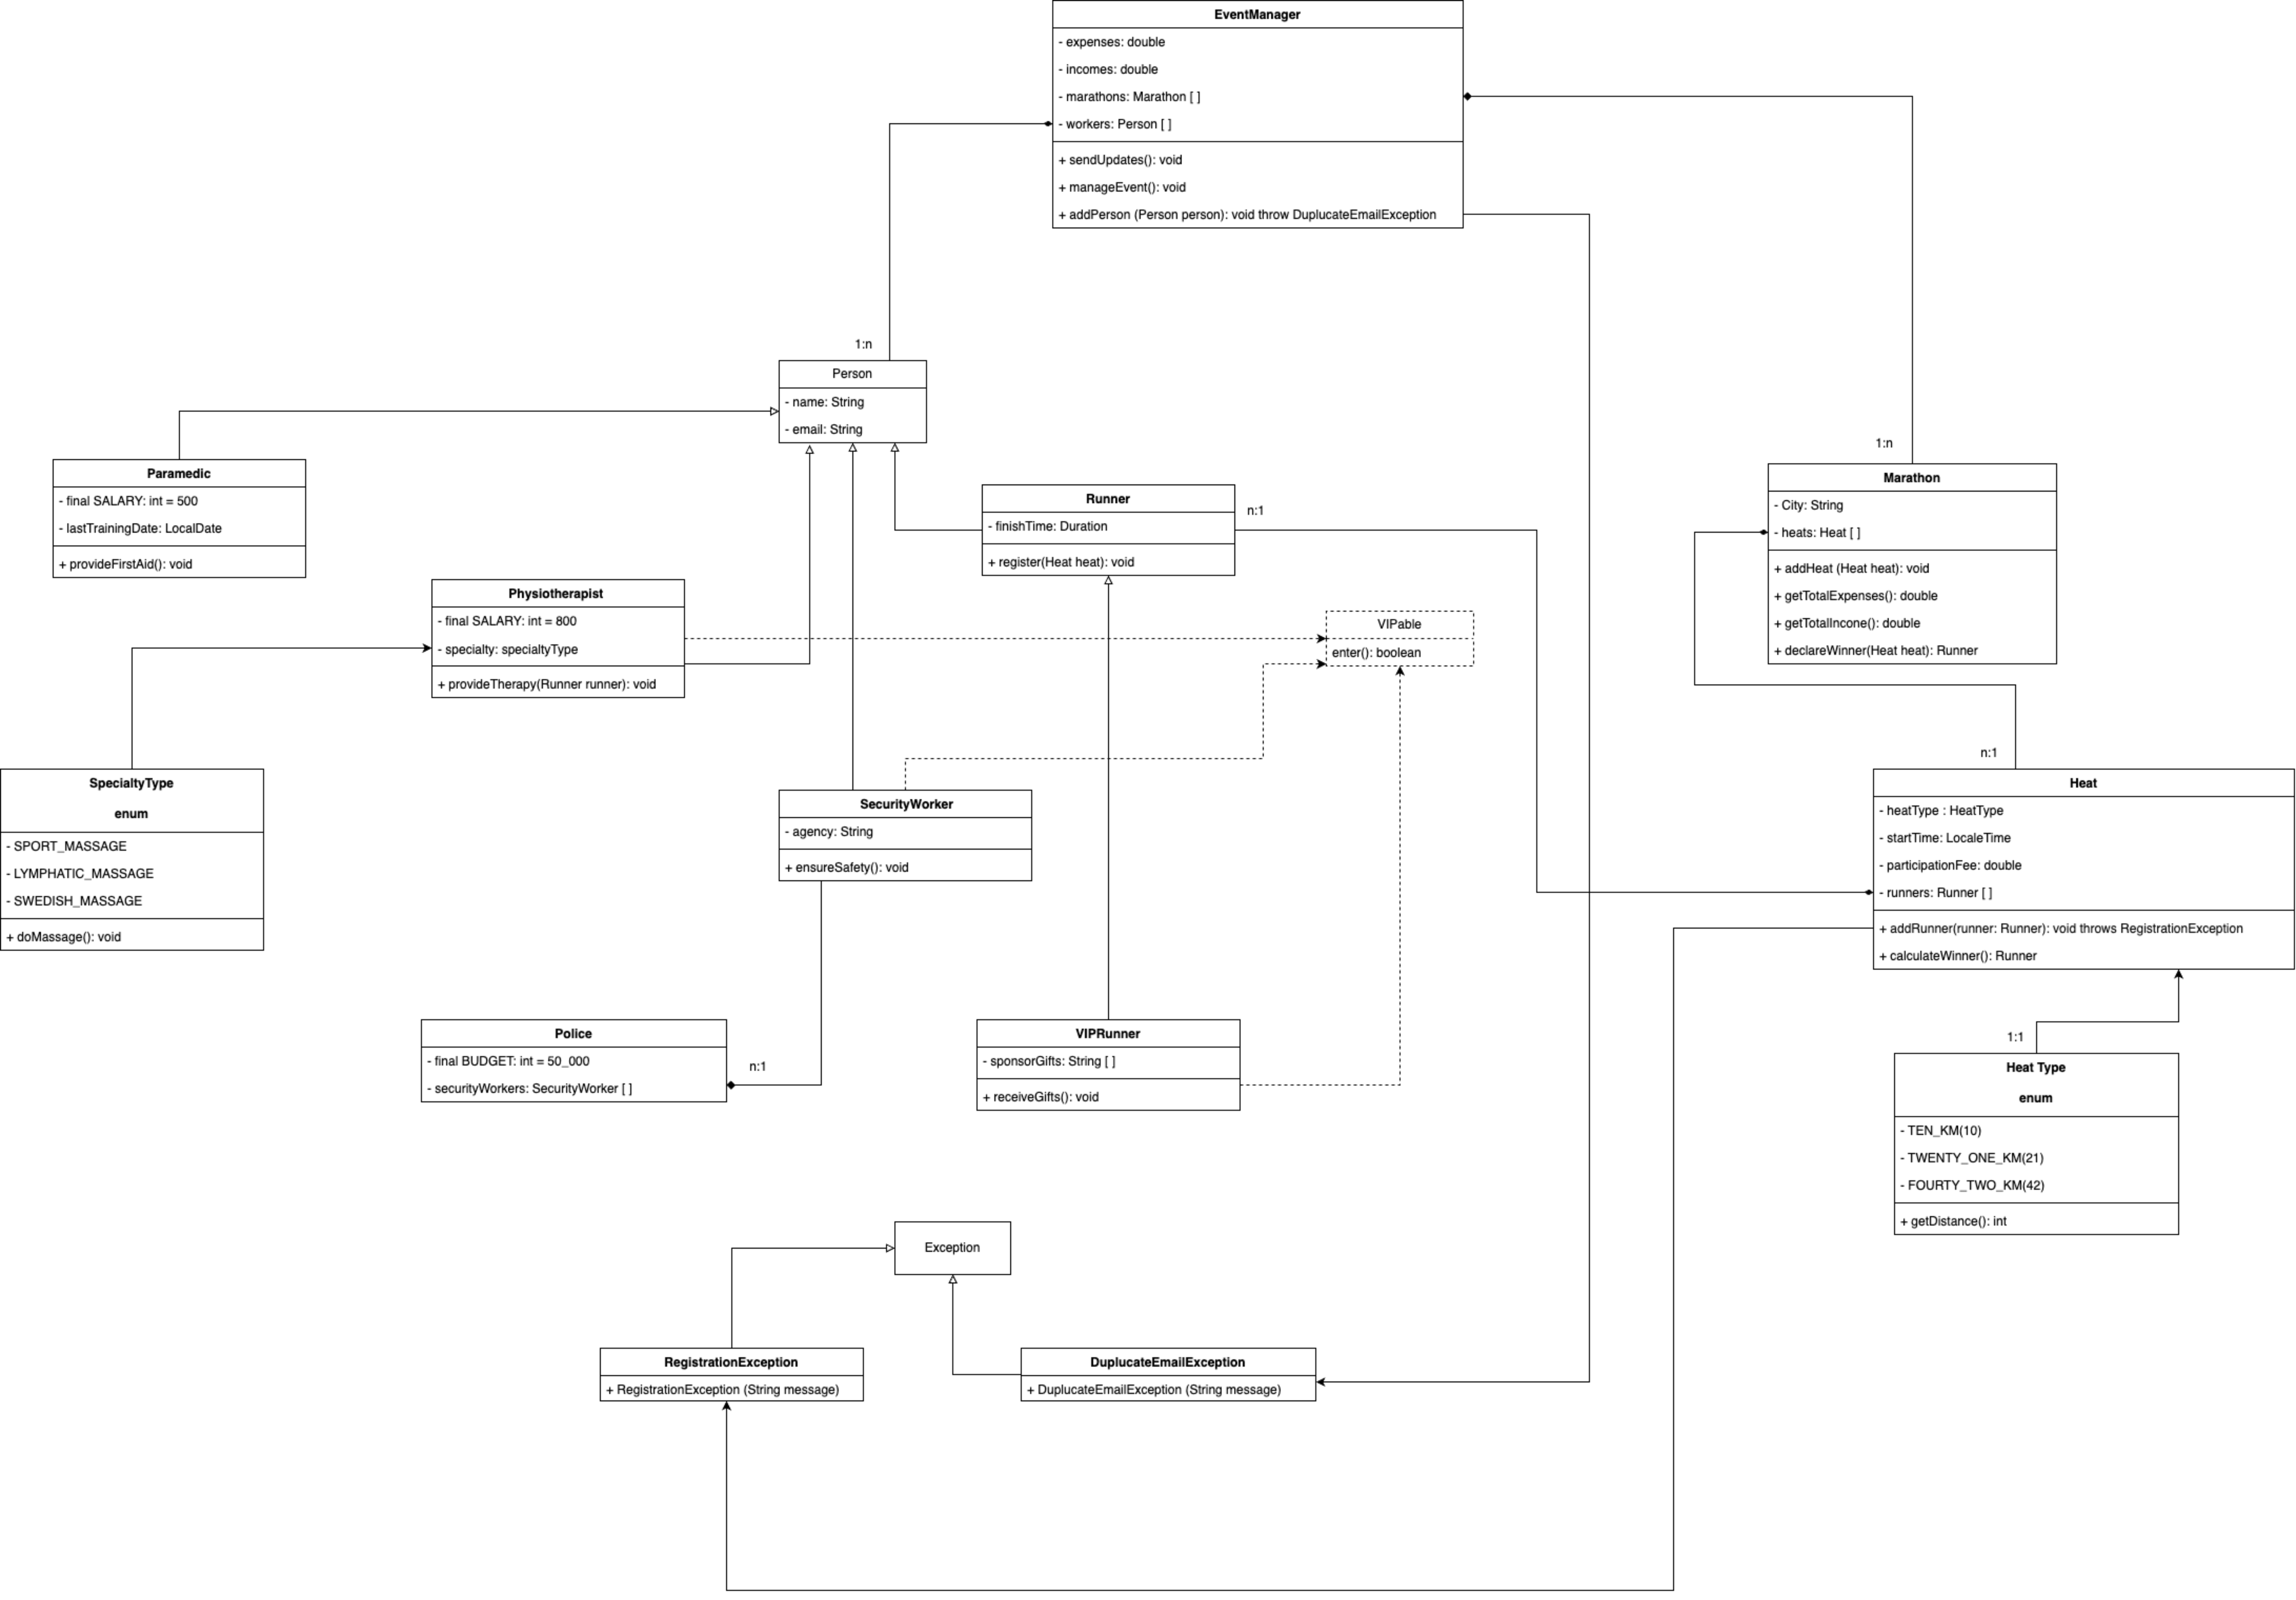 EventManager
- expenses: double
- incomes: double
- marathons: Marathon [ ]
- workers: Person [ ]
+ sendUpdates(): void
+ manageEvent(): void
+ addPerson (Person person): void throw DuplucateEmailException
1:n
Person
- name: String
- email: String
1:n
Marathon
- City: String
- heats: Heat [ ]
+ addHeat (Heat heat): void
+ getTotalExpenses(): double
+ getTotalIncone(): double
+ declareWinner(Heat heat): Runner
Paramedic
- final SALARY: int = 500
- lastTrainingDate: LocalDate
+ provideFirstAid(): void
Runner
- finishTime: Duration
+ register(Heat heat): void
n:1
Physiotherapist
- final SALARY: int = 800
- specialty: specialtyType
+ provideTherapy(Runner runner): void
VIPable
enter(): boolean
SpecialtyType
enum
- SPORT_MASSAGE
- LYMPHATIC_MASSAGE
- SWEDISH_MASSAGE
+ doMassage(): void
SecurityWorker
- agency: String
+ ensureSafety(): void
n:1
Heat
- heatType : HeatType
- startTime: LocaleTime
- participationFee: double
- runners: Runner [ ]
+ addRunner(runner: Runner): void throws RegistrationException
+ calculateWinner(): Runner
Police
- final BUDGET: int = 50_000
- securityWorkers: SecurityWorker [ ]
n:1
VIPRunner
- sponsorGifts: String [ ]
+ receiveGifts(): void
1:1
Heat Type
enum
- TEN_KM(10)
- TWENTY_ONE_KM(21)
- FOURTY_TWO_KM(42)
+ getDistance(): int
Exception
RegistrationException
+ RegistrationException (String message)
DuplucateEmailException
+ DuplucateEmailException (String message)